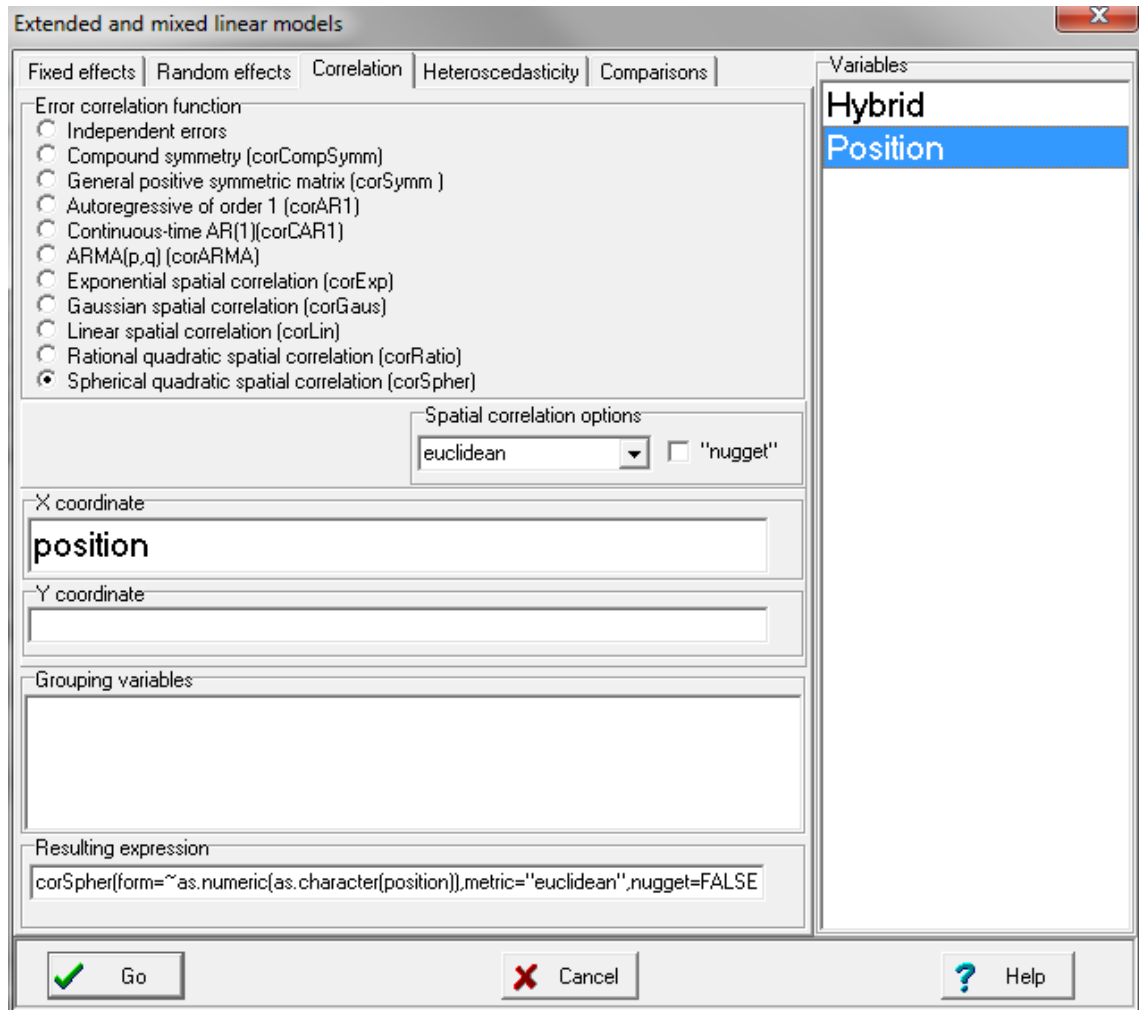 Extended and mixed linear models
X
Fixed effects Random effects Correlation Heteroscedasticity Comparisons
Error correlation function
Independent errors
Compound symmetry (corCompSymm)
General positive symmetric matrix (corSymm )
Autoregressive of order 1 (corAR1)
Continuous-time AR(1)(corCAR1)
ARMA(p,q) (corARMA)
Exponential spatial correlation (corExp)
Gaussian spatial correlation (corGaus)
Linear spatial correlation (corLin)
Rational quadratic spatial correlation (corRatio)
Spherical quadratic spatial correlation (corSpher)
Spatial correlation options
euclidean "nugget"
X coordinate
position
Y coordinate
Grouping variables
Resulting expression
corSpher(form=~as.numeric(as.character(position)),metric="euclidean",nugget=FALSE
Variables
Hybrid
Position
Go Cancel ? Help